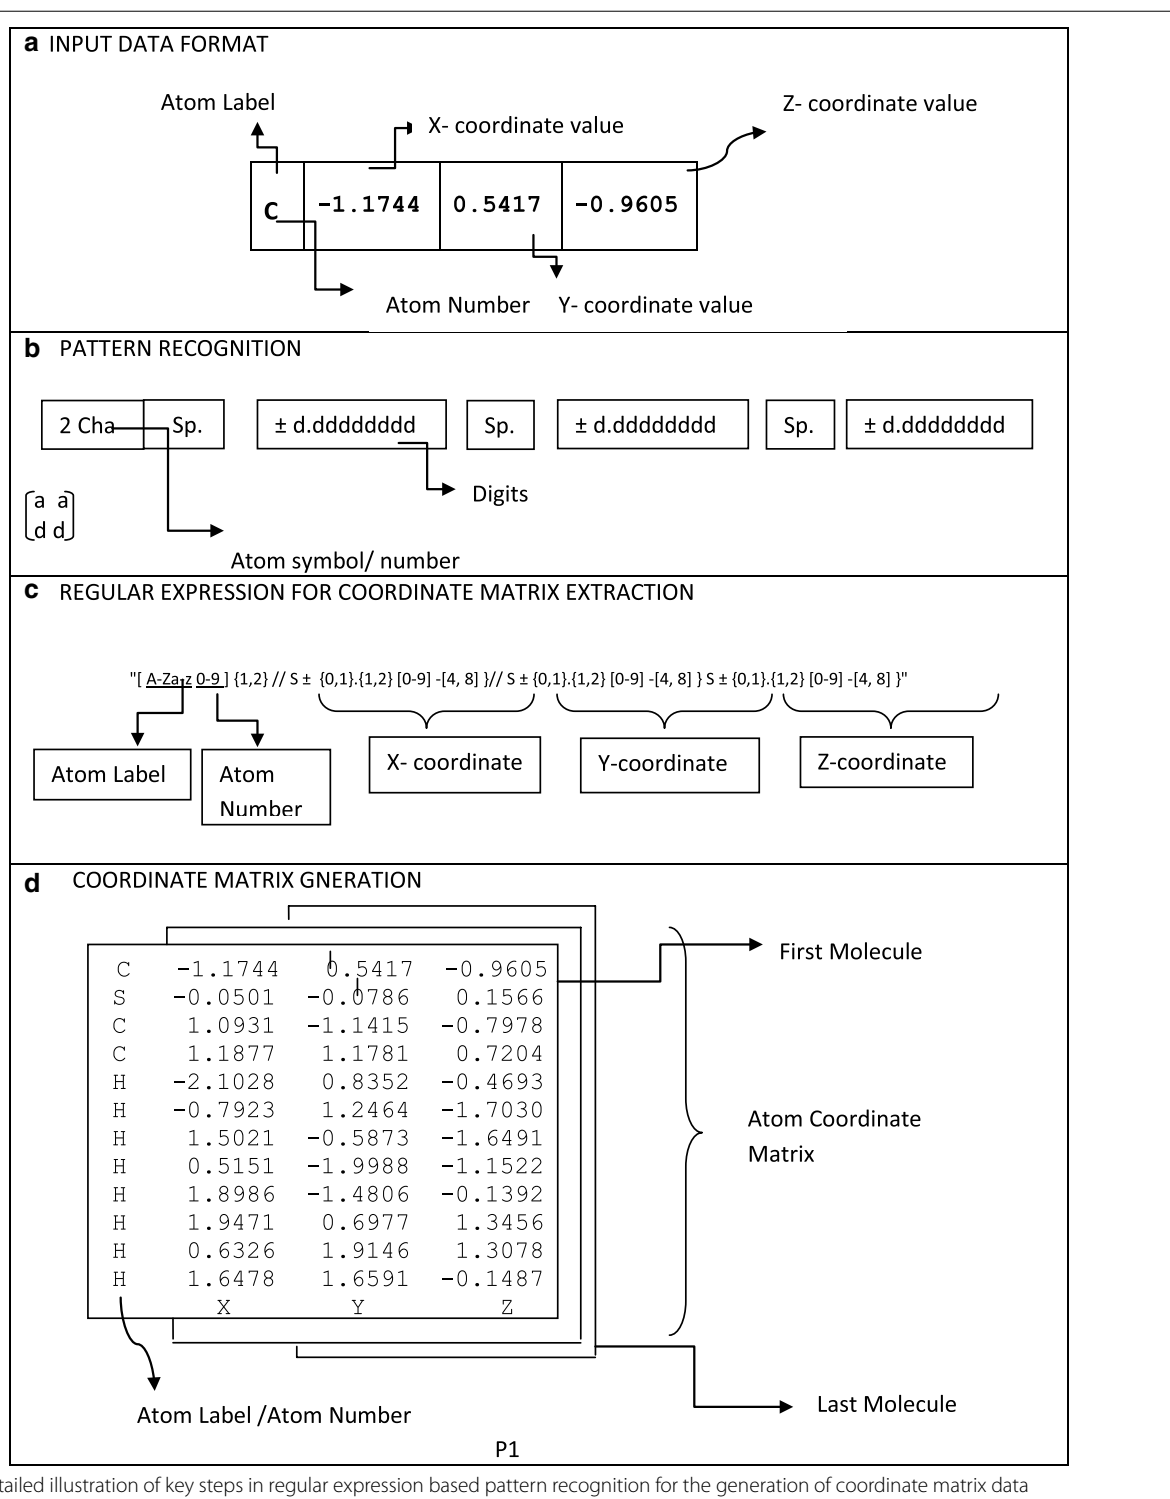 a INPUT DATA FORMAT
Atom Label
X- coordinate value
Z- coordinate value
C -1.1744 0.5417 -0.9605
Atom Number Y- coordinate value
b PATTERN RECOGNITION
2 Cha Sp. ± d.dddddddd Sp. ± d.dddddddd Sp. ± d.dddddddd
Digits
a a
d d
Atom symbol/ number
c REGULAR EXPRESSION FOR COORDINATE MATRIX EXTRACTION
"[ A-Za-z 0-9 ] {1,2} // S ± {0,1}.{1,2} [0-9] -[4, 8] }// S ± {0,1}.{1,2} [0-9] -[4, 8] } S ± {0,1}.{1,2} [0-9] -[4, 8] }"
Atom Label
Atom
Number
X- coordinate
Y-coordinate
Z-coordinate
d COORDINATE MATRIX GNERATION
First Molecule
C -1.1744 0.5417 -0.9605
S -0.0501 -0.0786 0.1566
C 1.0931 -1.1415 -0.7978
C 1.1877 1.1781 0.7204
H -2.1028 0.8352 -0.4693
H -0.7923 1.2464 -1.7030
H 1.5021 -0.5873 -1.6491
H 0.5151 -1.9988 -1.1522
H 1.8986 -1.4806 -0.1392
H 1.9471 0.6977 1.3456
H 0.6326 1.9146 1.3078
H 1.6478 1.6591 -0.1487
X Y Z
Atom Coordinate
Matrix
Last Molecule
Atom Label /Atom Number
P1
tailed illustration of key steps in regular expression based pattern recognition for the generation of coordinate matrix data